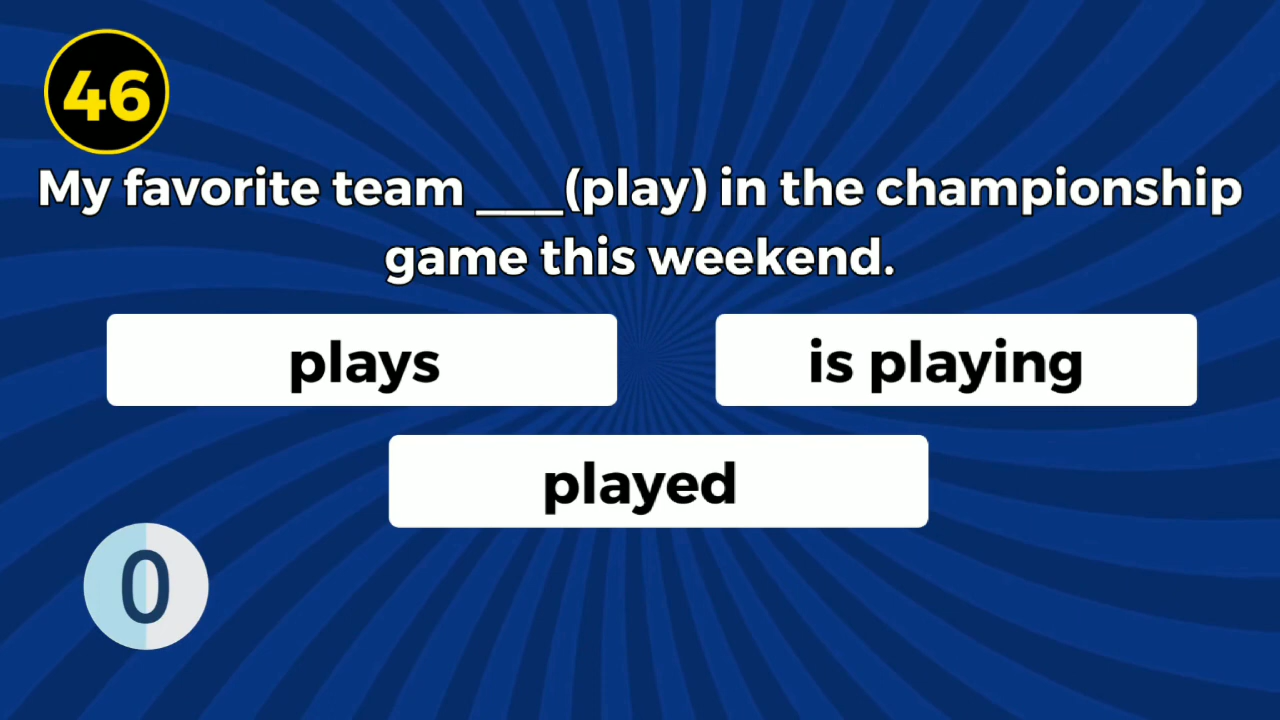 46
My favorite team ___(play) in the championship
game this weekend.
plays
is playing
played
0